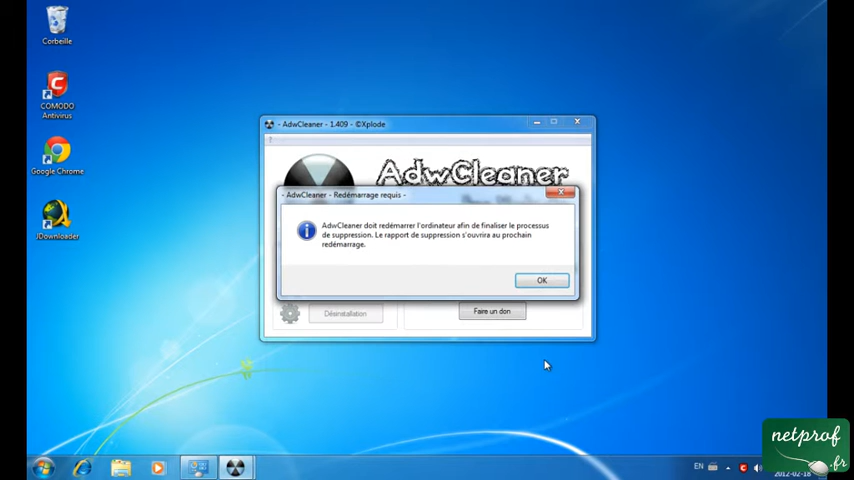 Corbeille
COMODO
Antivirus
Google Chrome
JDownloader
- AdwCleaner - 1.409 - ©Xplode
?
AdwCleaner
- AdwCleaner - Redémarrage requis -
AdwCleaner doit redémarrer l'ordinateur afin de finaliser le processus
de suppression. Le rapport de suppression s'ouvrira au prochain
redémarrage.
OK
Désinstallation
Faire un don
EN
2012-02-18
netprof
.fr